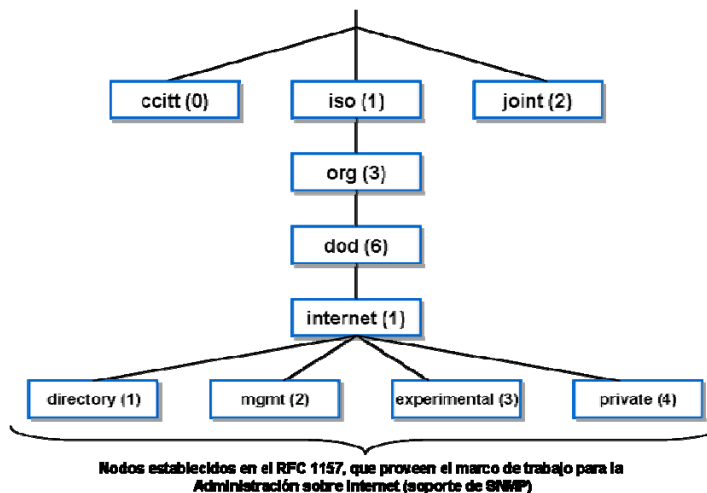 ccitt (0)
iso (1)
joint (2)
org (3)
dod (6)
internet (1)
directory (1)
mgmt (2)
experimental (3)
private (4)
Nodos establecidos en el RFC 1157, que proveen el marco de trabajo para la
Administración sobre Internet (soporte de SNMP)